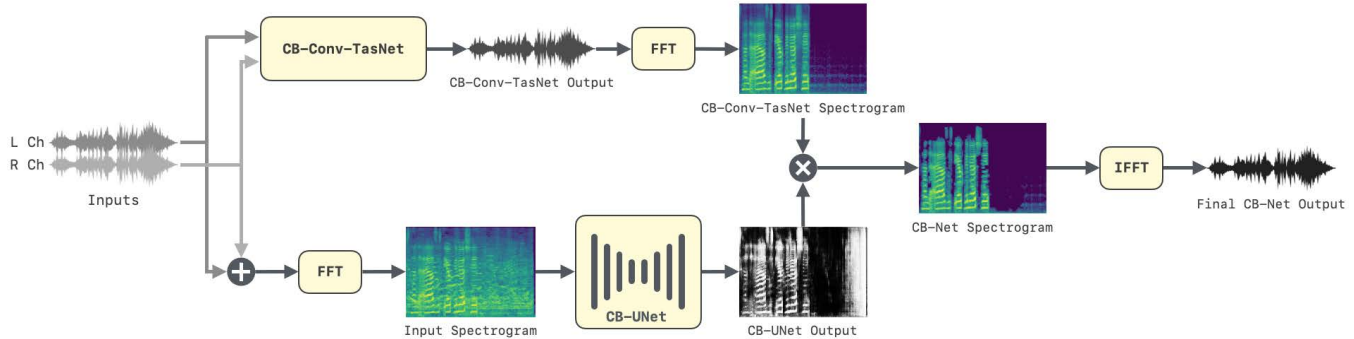 CB-Conv-TasNet
CB-Conv-TasNet Output
FFT
CB-Conv-TasNet Spectrogram
L Ch
R Ch
Inputs
FFT
Input Spectrogram
CB-UNet
CB-UNet Output
CB-Net Spectrogram
IFFT
Final CB-Net Output